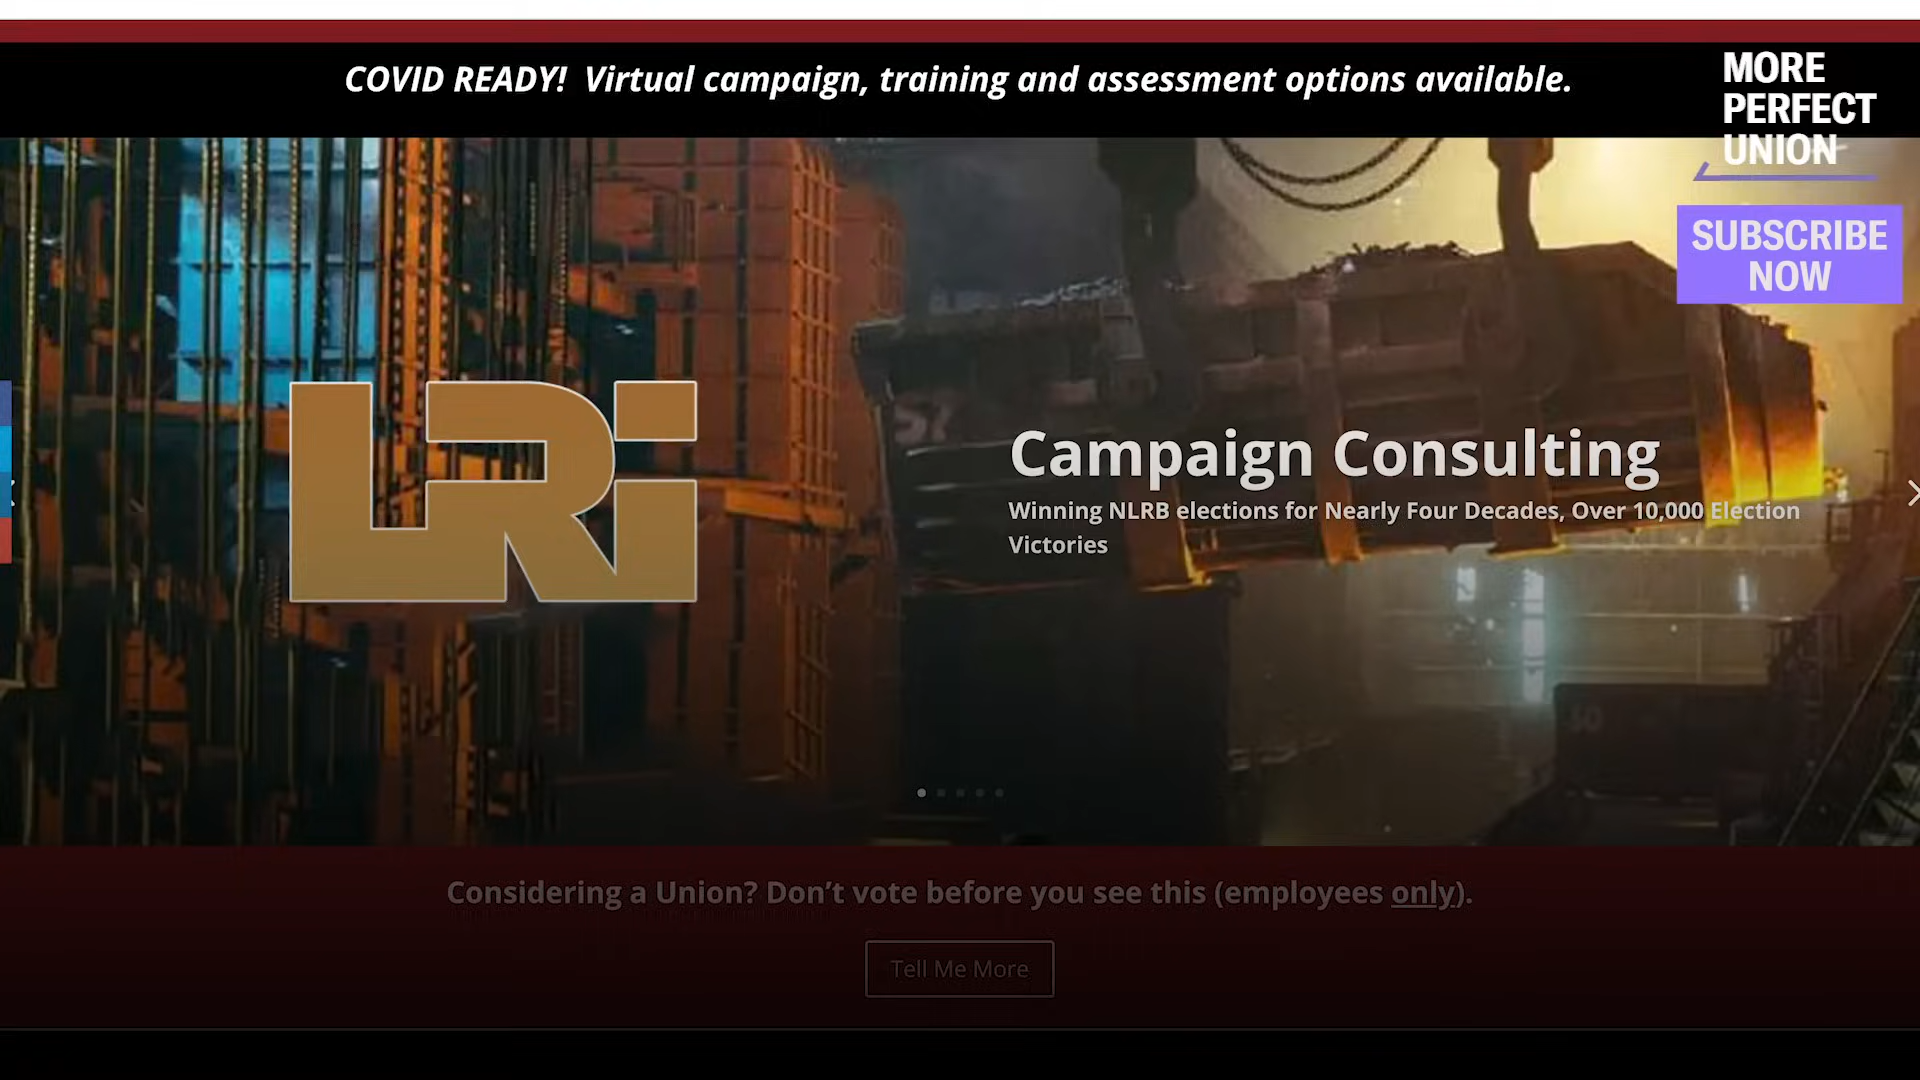 COVID READY! Virtual campaign, training and assessment options available.
MORE
PERFECT
UNION
SUBSCRIBE
NOW
LRi
Campaign Consulting
Winning NLRB elections for Nearly Four Decades, Over 10,000 Election
Victories
Considering a Union? Don’t vote before you see this (employees only).
Tell Me More